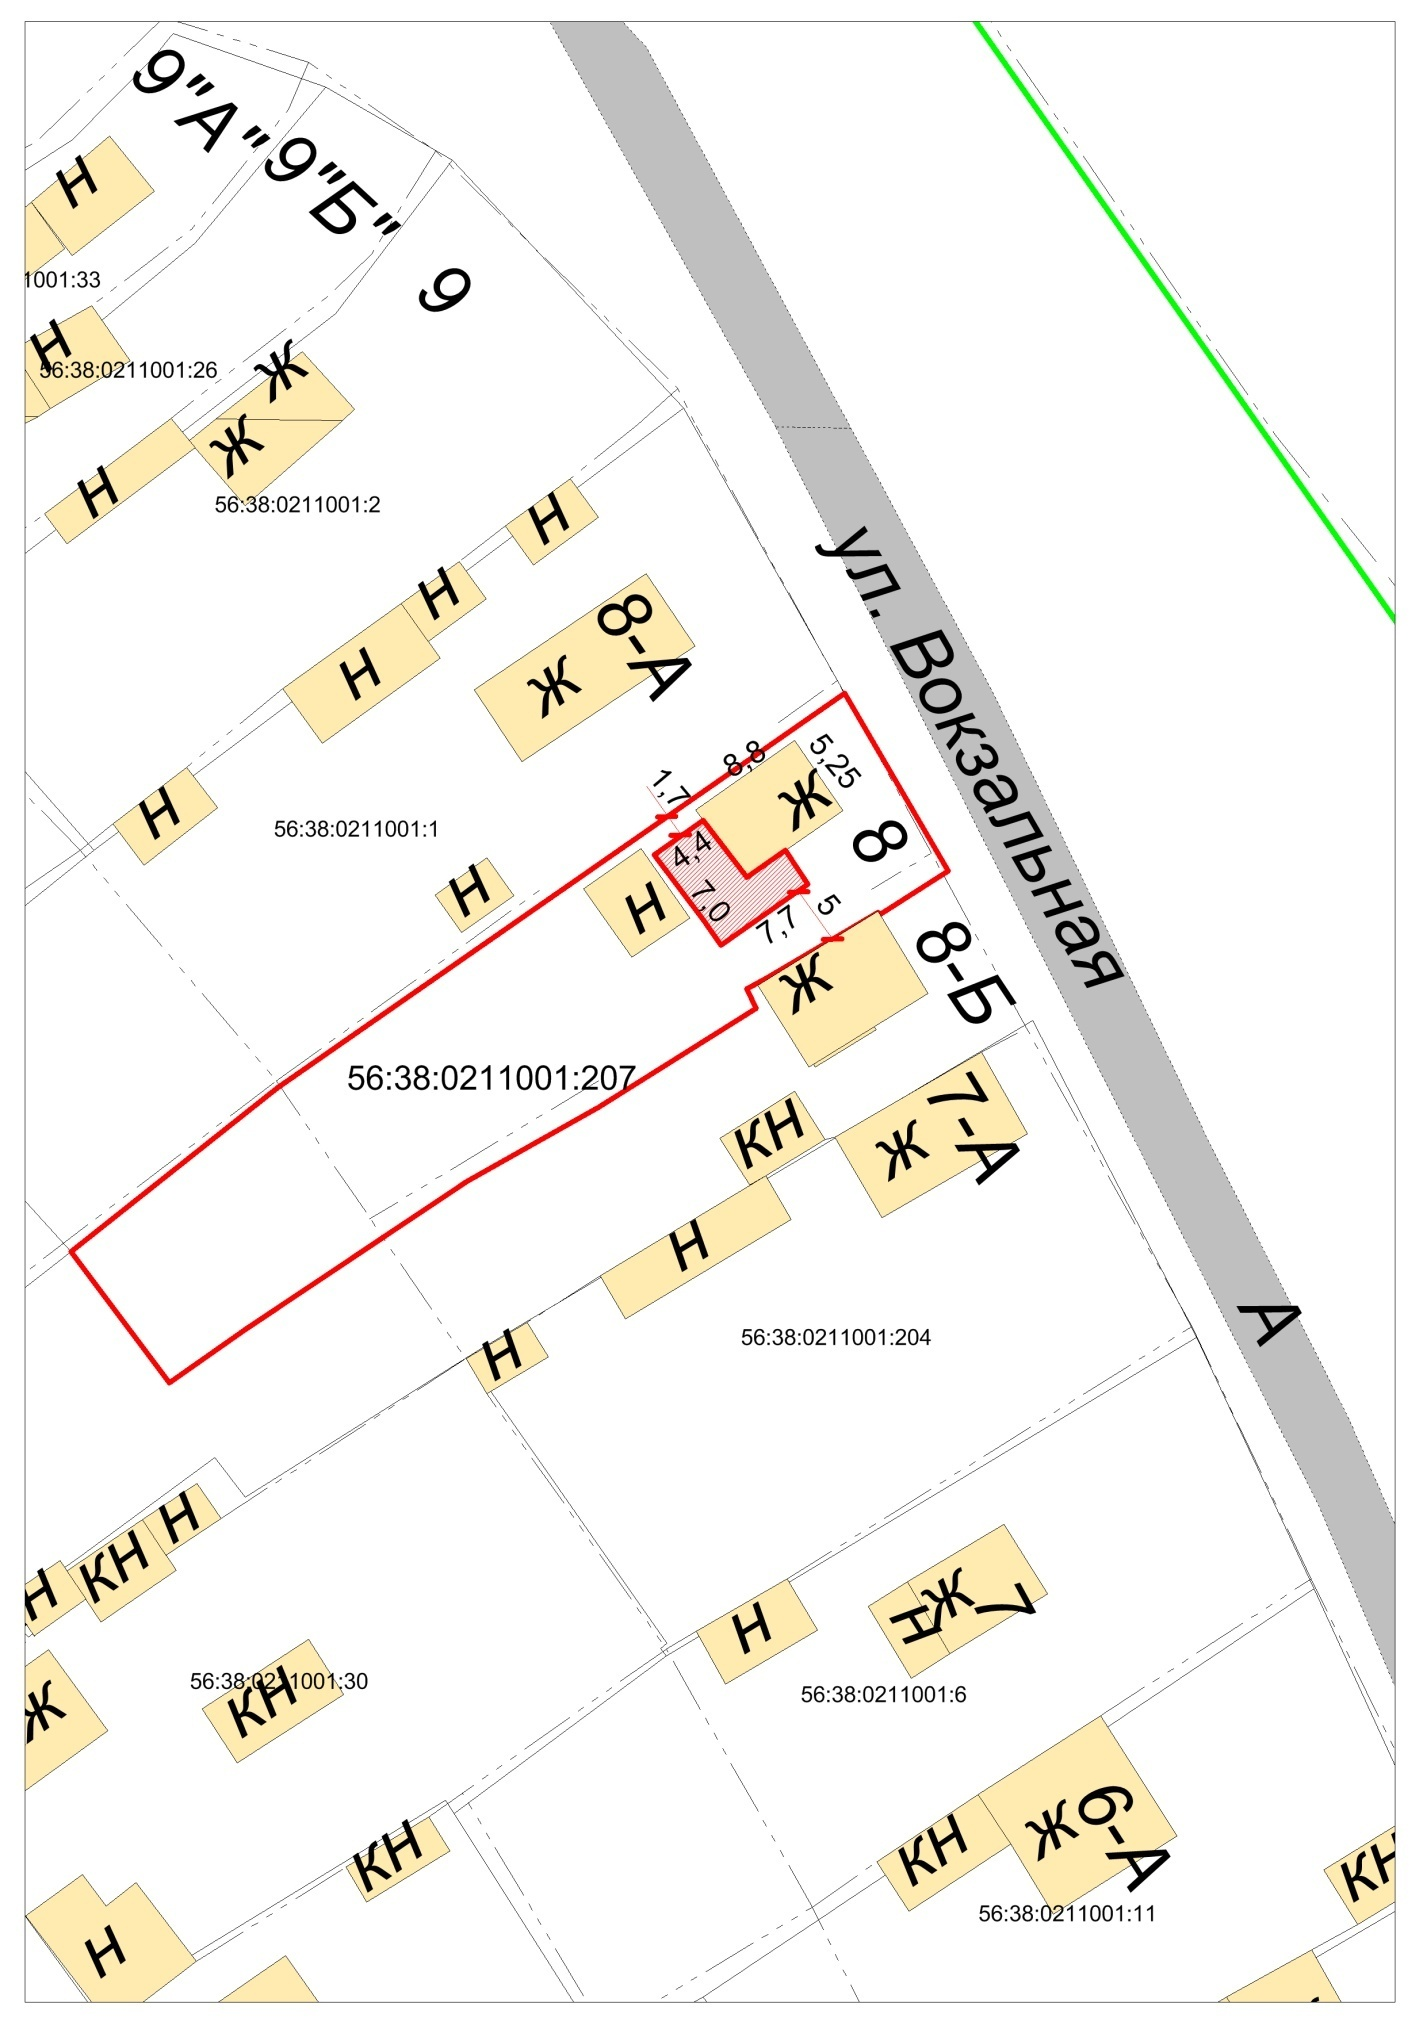 9"А"
9"Б"
9
Н
1001:33
Н
56:38:0211001:26
Ж
Ж
Н
56:38:0211001:2
Н
Н
Н
8-А
Ж
ул. Вокзальная
Н
56:38:0211001:1
Н
1,7
8,8
5,25
Ж
8
4,4
7,0
Н
7,7
5
Ж
8-Б
56:38:0211001:207
КН
7-А
Ж
Н
А
56:38:0211001:204
Н
Н
КН
Н
Ж
7
Н
Н
56:38:0211001:30
КН
Ж
56:38:0211001:6
КН
6-А
Ж
КН
КН
56:38:0211001:11
Н